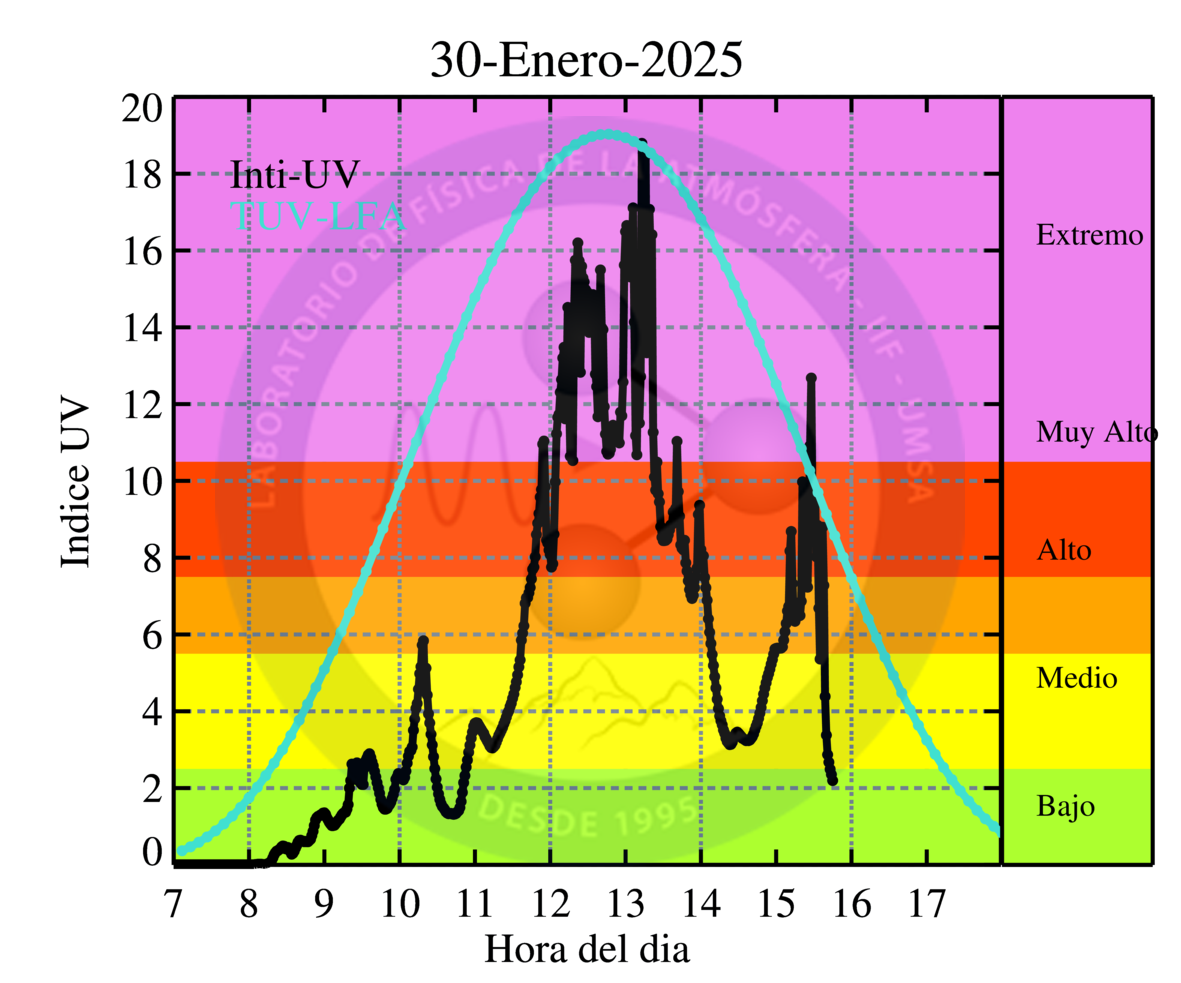 30-Enero-2025
Indice UV
20
18
16
14
12
10
8
6
4
2
0
Inti-UV
TUV-LFA
LABORATORIO DE FÍSICA DE LA ATMÓSFERA - IIF - UMSA
DESDE 1995
Extremo
Muy Alto
Alto
Medio
Bajo
7 8 9 10 11 12 13 14 15 16 17
Hora del dia